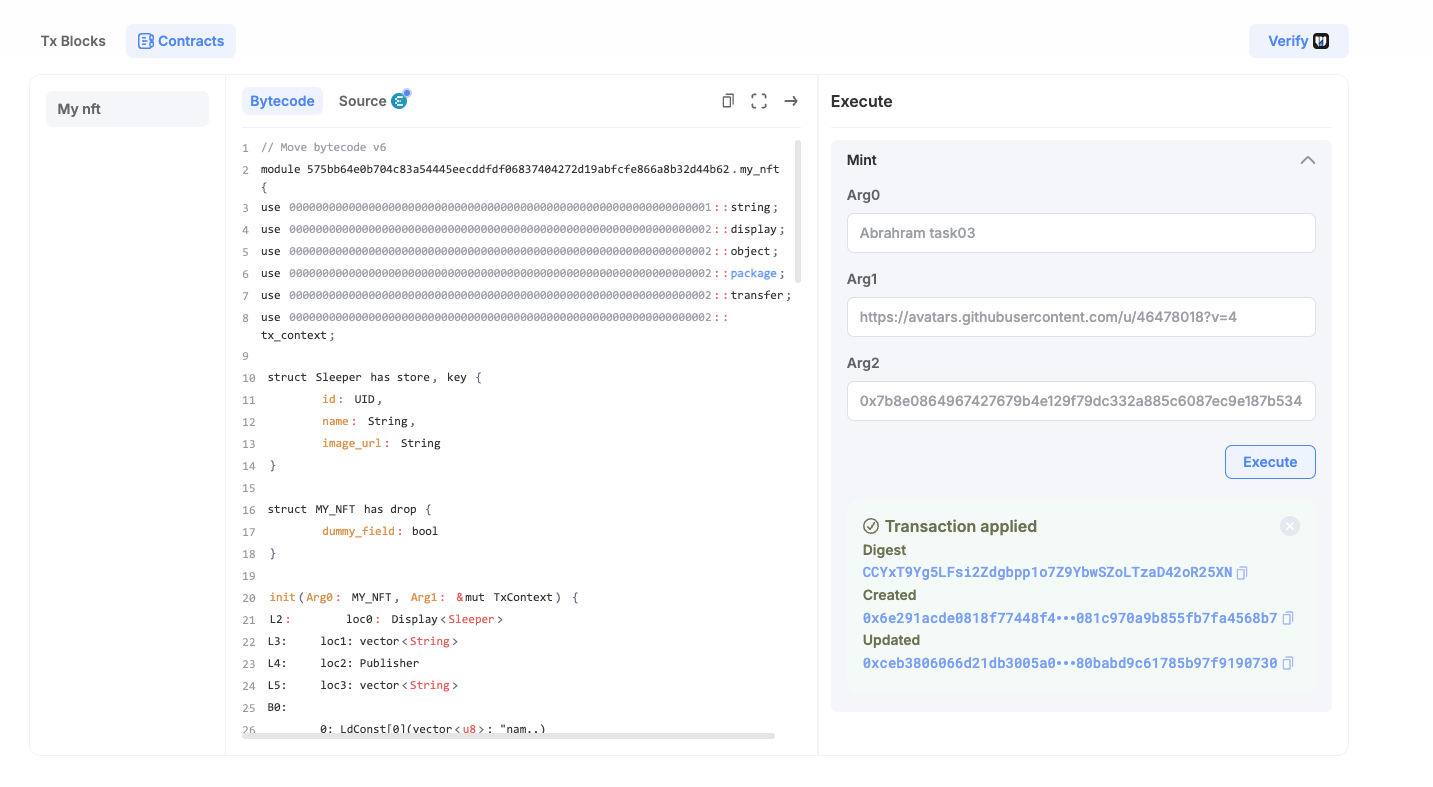 Tx Blocks
Contracts
Verify
My nft
Bytecode
Source
1 // Move bytecode v6
2 module 575bb64e0b704c83a54445eecddfdf06837404272d19abfcfe866a8b32d44b62.my_nft
{
3 use 0000000000000000000000000000000000000000000000000000000000000001::string;
4 use 0000000000000000000000000000000000000000000000000000000000000002::display;
5 use 0000000000000000000000000000000000000000000000000000000000000002::object;
6 use 0000000000000000000000000000000000000000000000000000000000000002::package;
7 use 0000000000000000000000000000000000000000000000000000000000000002::transfer;
8 use 0000000000000000000000000000000000000000000000000000000000000002::
tx_context;
9
10 struct Sleeper has store, key {
11 id: UID,
12 name: String,
13 image_url: String
14 }
15
16 struct MY_NFT has drop {
17 dummy_field: bool
18 }
19
20 init(Arg0: MY_NFT, Arg1: &mut TxContext) {
21 L2: loc0: Display<Sleeper>
22 L3: loc1: vector<String>
23 L4: loc2: Publisher
24 L5: loc3: vector<String>
25 B0:
26 0: LdConst[0](vector<u8>: "nam..)
Execute
Mint
Arg0
Abrahram task03
Arg1
https://avatars.githubusercontent.com/u/46478018?v=4
Arg2
0x7b8e0864967427679b4e129f79dc332a885c6087ec9e187b534
Execute
Transaction applied
Digest
CCYxT9Yg5LFsi2Zdgbpp1o7Z9YbwSZoLTzaD42oR25XN
Created
0x6e291acde0818f77448f4•••081c970a9b855fb7fa4568b7
Updated
0xceb3806066d21db3005a0•••80babd9c61785b97f9190730